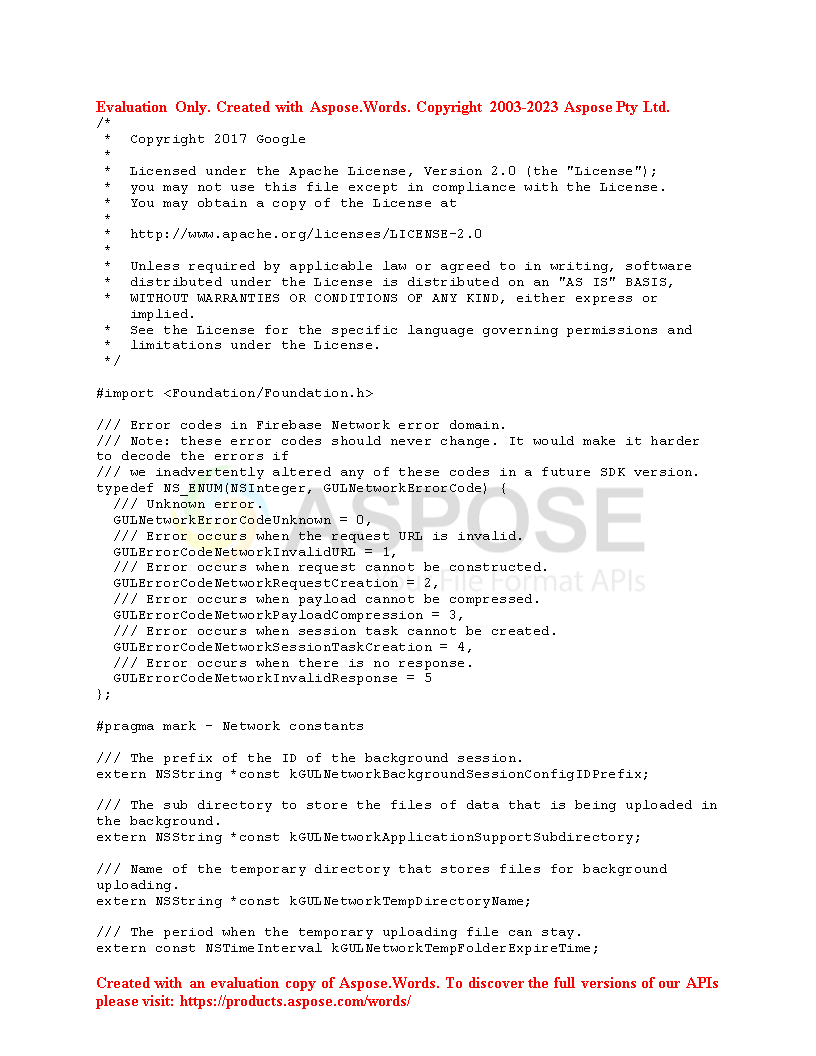 Evaluation Only. Created with Aspose.Words. Copyright 2003-2023 Aspose Pty Ltd.
/*
 *  Copyright 2017 Google
 *
 *  Licensed under the Apache License, Version 2.0 (the "License");
 *  you may not use this file except in compliance with the License.
 *  You may obtain a copy of the License at
 *
 *  http://www.apache.org/licenses/LICENSE-2.0
 *
 *  Unless required by applicable law or agreed to in writing, software
 *  distributed under the License is distributed on an "AS IS" BASIS,
 *  WITHOUT WARRANTIES OR CONDITIONS OF ANY KIND, either express or
    implied.
 *  See the License for the specific language governing permissions and
 *  limitations under the License.
 */

#import <Foundation/Foundation.h>

/// Error codes in Firebase Network error domain.
/// Note: these error codes should never change. It would make it harder
to decode the errors if
/// we inadvertently altered any of these codes in a future SDK version.
typedef NS_ENUM(NSInteger, GULNetworkErrorCode) {
  /// Unknown error.
  GULNetworkErrorCodeUnknown = 0,
  /// Error occurs when the request URL is invalid.
  GULErrorCodeNetworkInvalidURL = 1,
  /// Error occurs when request cannot be constructed.
  GULErrorCodeNetworkRequestCreation = 2,
  /// Error occurs when payload cannot be compressed.
  GULErrorCodeNetworkPayloadCompression = 3,
  /// Error occurs when session task cannot be created.
  GULErrorCodeNetworkSessionTaskCreation = 4,
  /// Error occurs when there is no response.
  GULErrorCodeNetworkInvalidResponse = 5
};
ASPOSE
Your File Format APIs

#pragma mark - Network constants

/// The prefix of the ID of the background session.
extern NSString *const kGULNetworkBackgroundSessionConfigIDPrefix;

/// The sub directory to store the files of data that is being uploaded in
the background.
extern NSString *const kGULNetworkApplicationSupportSubdirectory;

/// Name of the temporary directory that stores files for background
uploading.
extern NSString *const kGULNetworkTempDirectoryName;

/// The period when the temporary uploading file can stay.
extern const NSTimeInterval kGULNetworkTempFolderExpireTime;

Created with an evaluation copy of Aspose.Words. To discover the full versions of our APIs
please visit: https://products.aspose.com/words/